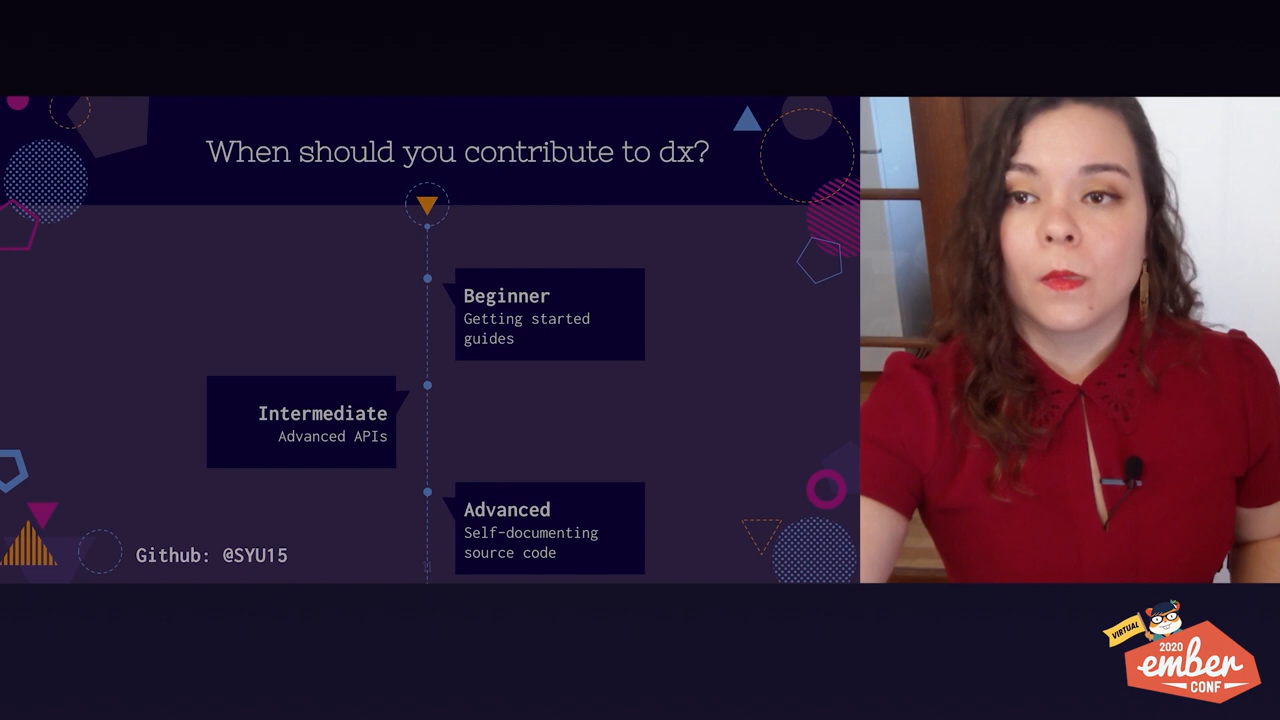 When should you contribute to dx?
Beginner
Getting started
guides
Intermediate
Advanced APIs
Advanced
Self-documenting
source code
Github: @SYU15
VIRTUAL
2020
ember
CONF